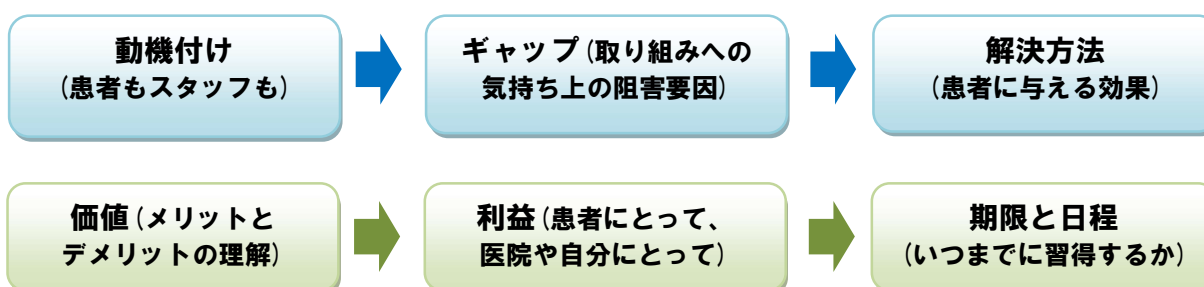 動機付け
(患者もスタッフも)
ギャップ(取り組みへの
気持ち上の阻害要因)
解決方法
(患者に与える効果)
価値(メリットと
デメリットの理解)
利益(患者にとって、
医院や自分にとって)
期限と日程
(いつまでに習得するか)